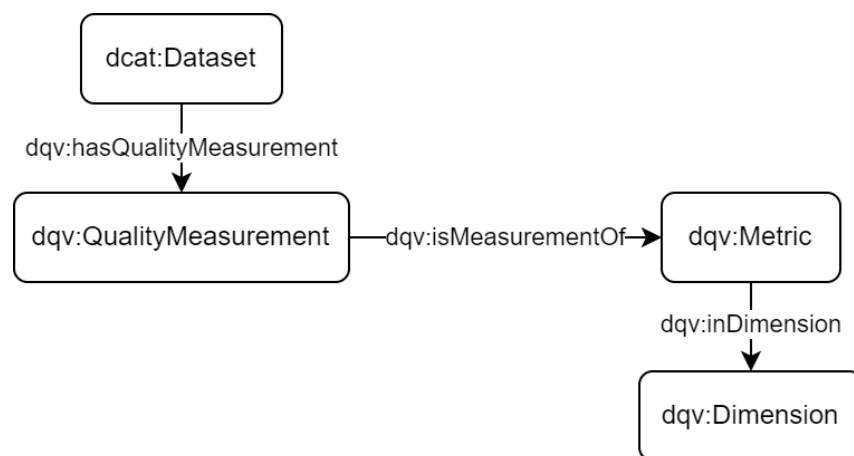 dcat:Dataset
dqv:hasQualityMeasurement
dqv:QualityMeasurement
dqv:isMeasurementOf
dqv:Metric
dqv:inDimension
dqv:Dimension